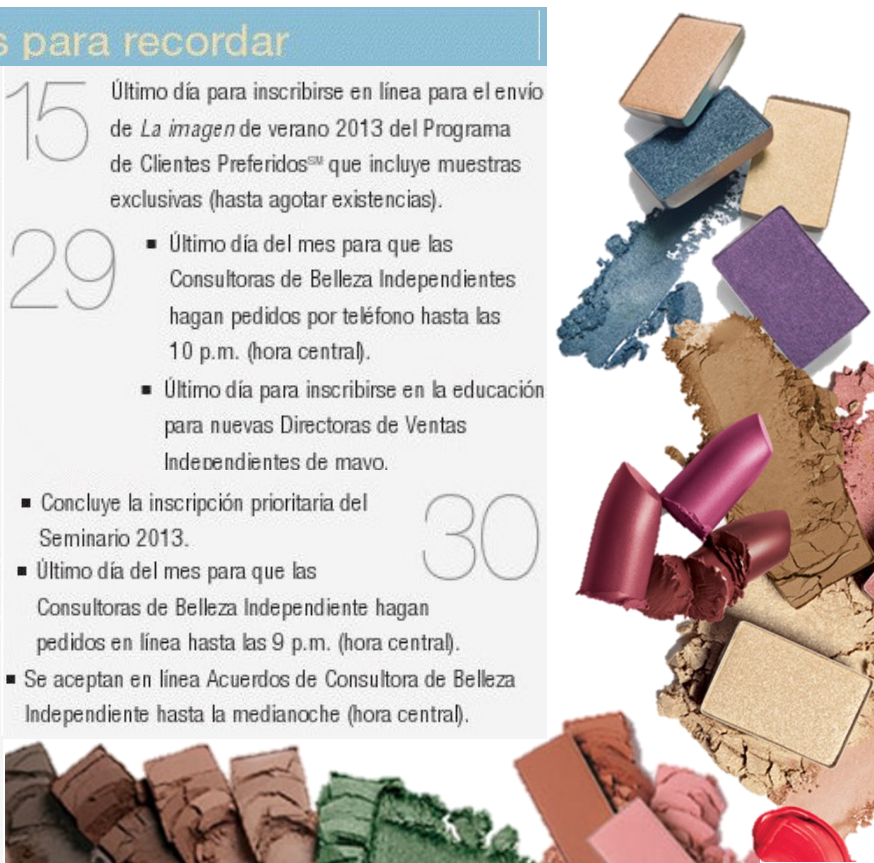 s para recordar
15
Último día para inscribirse en línea para el envío
de La imagen de verano 2013 del Programa
de Clientes Preferidos℠ que incluye muestras
exclusivas (hasta agotar existencias).
29
▪ Último día del mes para que las
Consultoras de Belleza Independientes
hagan pedidos por teléfono hasta las
10 p.m. (hora central).
▪ Último día para inscribirse en la educación
para nuevas Directoras de Ventas
Independientes de mayo.
30
▪ Concluye la inscripción prioritaria del
Seminario 2013.
▪ Último día del mes para que las
Consultoras de Belleza Independiente hagan
pedidos en línea hasta las 9 p.m. (hora central).
▪ Se aceptan en línea Acuerdos de Consultora de Belleza
Independiente hasta la medianoche (hora central).